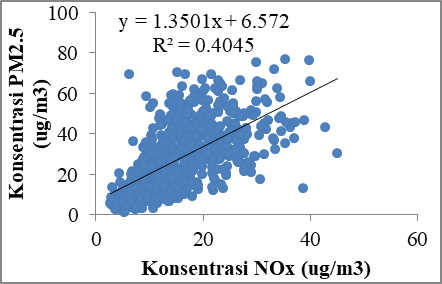 y = 1.3501x + 6.572
R² = 0.4045
Konsentrasi PM2.5
(ug/m3)
100
80
60
40
20
0
0 20 40 60
Konsentrasi NOx (ug/m3)